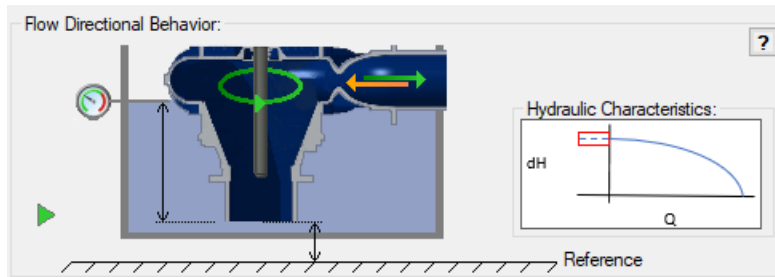 Flow Directional Behavior:
?
Hydraulic Characteristics:
dH
Q
Reference